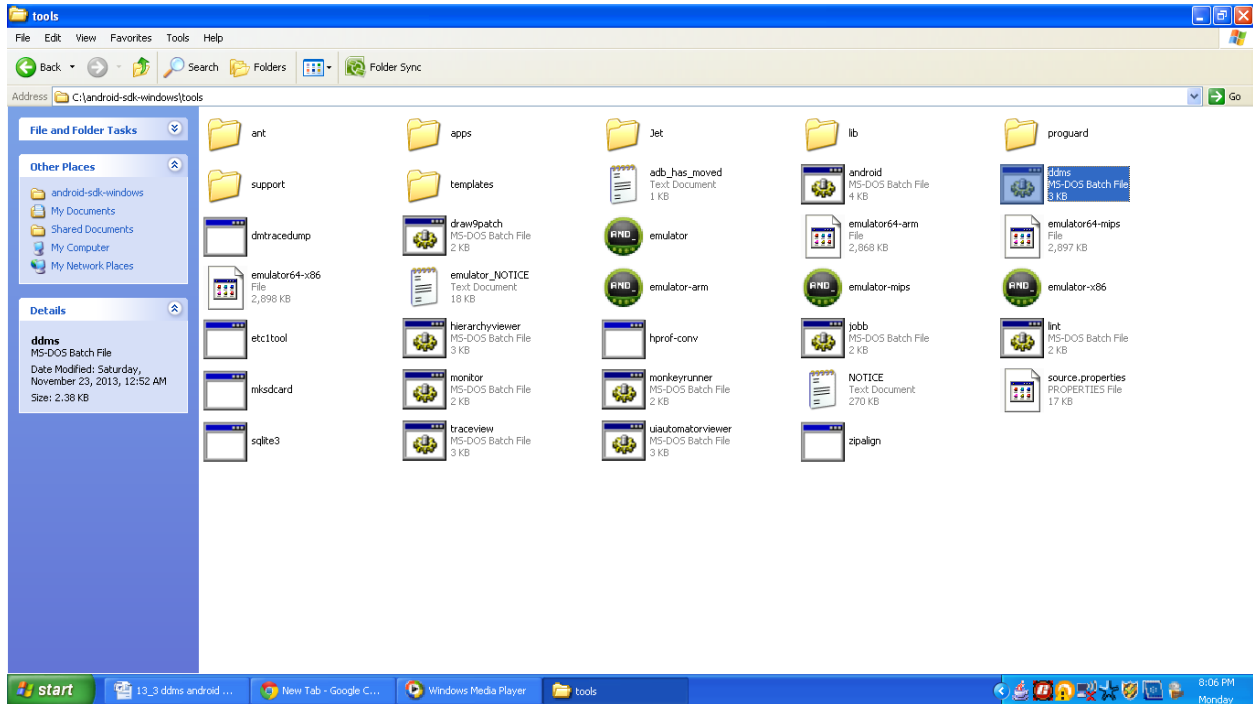 tools
File Edit View Favorites Tools Help
Back Search Folders Folder Sync
Address C:\android-sdk-windows\tools Go
File and Folder Tasks
Other Places
android-sdk-windows
My Documents
Shared Documents
My Computer
My Network Places
Details
ddms
MS-DOS Batch File
Date Modified: Saturday,
November 23, 2013, 12:52 AM
Size: 2.38 KB
ant
apps
Jet
lib
proguard
support
templates
adb_has_moved
Text Document
1 KB
android
MS-DOS Batch File
4 KB
ddms
MS-DOS Batch File
3 KB
dmtracedump
draw9patch
MS-DOS Batch File
2 KB
AND_
emulator
emulator64-arm
File
2,868 KB
emulator64-mips
File
2,897 KB
emulator64-x86
File
2,898 KB
emulator_NOTICE
Text Document
18 KB
AND_
emulator-arm
AND_
emulator-mips
AND_
emulator-x86
etc1tool
hierarchyviewer
MS-DOS Batch File
3 KB
hprof-conv
jobb
MS-DOS Batch File
2 KB
lint
MS-DOS Batch File
2 KB
mksdcard
monitor
MS-DOS Batch File
2 KB
monkeyrunner
MS-DOS Batch File
2 KB
NOTICE
Text Document
270 KB
source.properties
PROPERTIES File
17 KB
sqlite3
traceview
MS-DOS Batch File
3 KB
uiautomatorviewer
MS-DOS Batch File
3 KB
zipalign
start 13_3 ddms android ... New Tab - Google C... Windows Media Player tools 8:06 PM
Monday